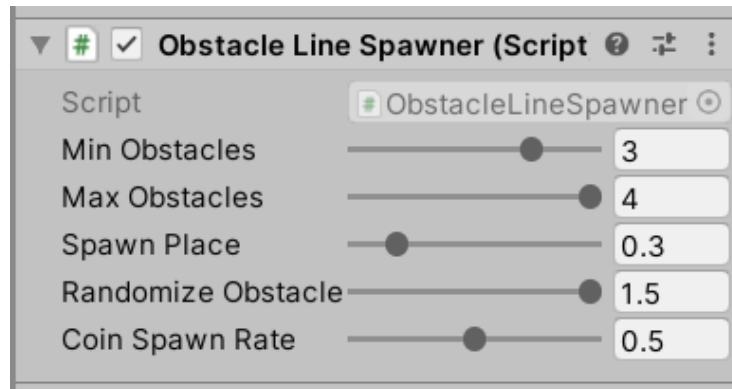 # Obstacle Line Spawner (Script
Script # ObstacleLineSpawner
Min Obstacles 3
Max Obstacles 4
Spawn Place 0.3
Randomize Obstacle 1.5
Coin Spawn Rate 0.5